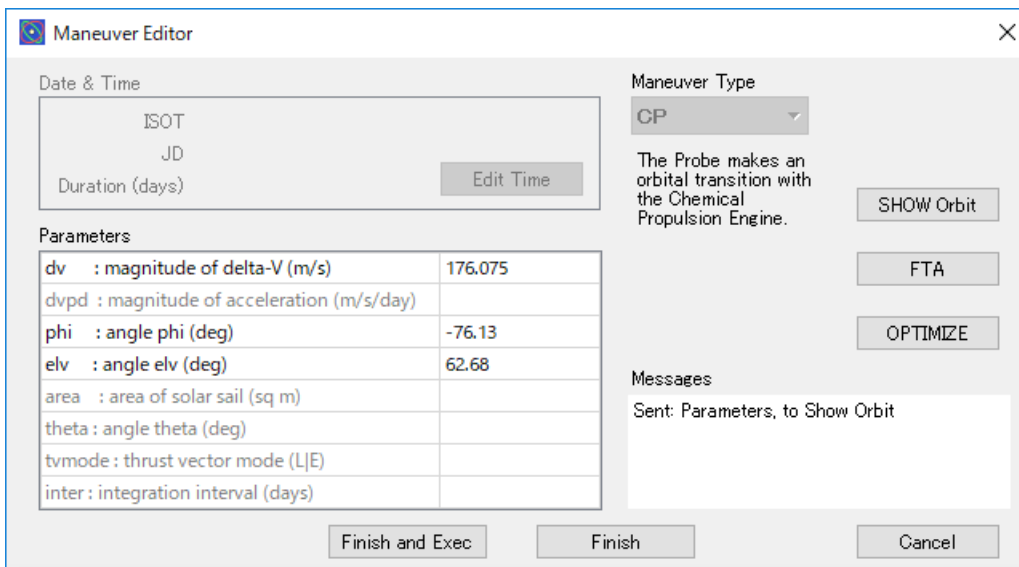 Maneuver Editor
Date & Time
ISOT
JD
Duration (days)
Edit Time
Maneuver Type
CP
The Probe makes an
orbital transition with
the Chemical
Propulsion Engine.
SHOW Orbit
FTA
OPTIMIZE
Parameters
dv : magnitude of delta-V (m/s) 176.075
dvpd : magnitude of acceleration (m/s/day)
phi : angle phi (deg) -76.13
elv : angle elv (deg) 62.68
area : area of solar sail (sq m)
theta : angle theta (deg)
tvmode : thrust vector mode (L|E)
inter : integration interval (days)
Messages
Sent: Parameters, to Show Orbit
Finish and Exec
Finish
Cancel